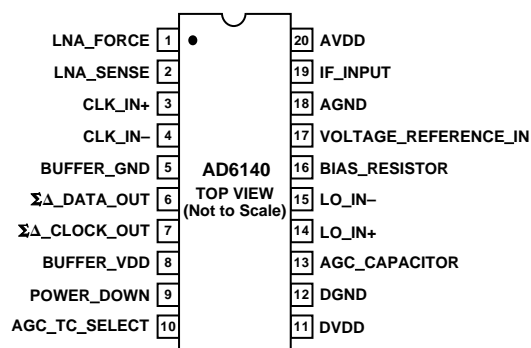 LNA_FORCE 1
LNA_SENSE 2
CLK_IN+ 3
CLK_IN– 4
BUFFER_GND 5
ΣΔ_DATA_OUT 6
ΣΔ_CLOCK_OUT 7
BUFFER_VDD 8
POWER_DOWN 9
AGC_TC_SELECT 10
AD6140
TOP VIEW
(Not to Scale)
20 AVDD
19 IF_INPUT
18 AGND
17 VOLTAGE_REFERENCE_IN
16 BIAS_RESISTOR
15 LO_IN–
14 LO_IN+
13 AGC_CAPACITOR
12 DGND
11 DVDD